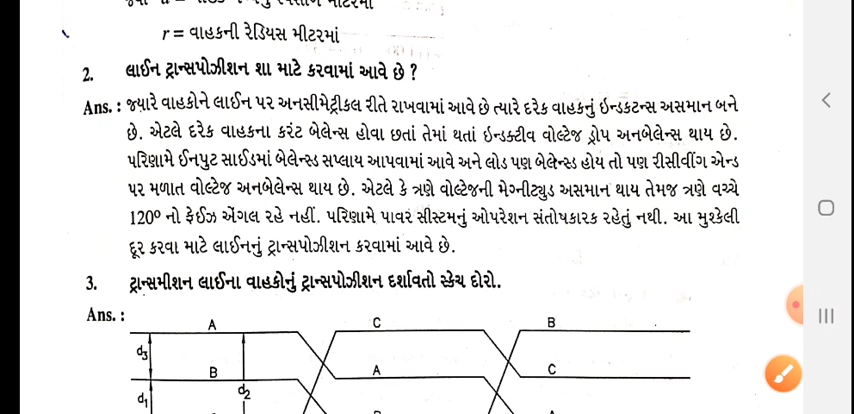 r = વાહકની રેડિયસ મીટરમાં
2. લાઈન ટ્રાન્સપોઝીશન શા માટે કરવામાં આવે છે ?
Ans. : જ્યારે વાહકોને લાઈન પર અનસીમેટ્રીકલ રીતે રાખવામાં આવે છે ત્યારે દરેક વાહકનું ઇન્ડકટન્સ અસમાન બને
છે. એટલે દરેક વાહકના કરંટ બેલેન્સ હોવા છતાં તેમાં થતાં ઇન્ડક્ટીવ વોલ્ટેજ ડ્રોપ અનબેલેન્સ થાય છે.
પરિણામે ઈનપુટ સાઈડમાં બેલેન્સ્ડ સપ્લાય આપવામાં આવે અને લોડ પણ બેલેન્સ્ડ હોય તો પણ રીસીવીંગ એન્ડ
પર મળાત વોલ્ટેજ અનબેલેન્સ થાય છે. એટલે કે ત્રણે વોલ્ટેજની મેગ્નીટ્યુડ અસમાન થાય તેમજ ત્રણે વચ્ચે
120⁰ નો ફેઈઝ એંગલ રહે નહીં. પરિણામે પાવર સીસ્ટમનું ઓપરેશન સંતોષકારક રહેતું નથી. આ મુશ્કેલી
દૂર કરવા માટે લાઈનનું ટ્રાન્સપોઝીશન કરવામાં આવે છે.
3. ટ્રાન્સમીશન લાઈના વાહકોનું ટ્રાન્સપોઝીશન દર્શાવતો સ્કેચ દોરો.
Ans. :
A C B
d3
B A C
d1 d2